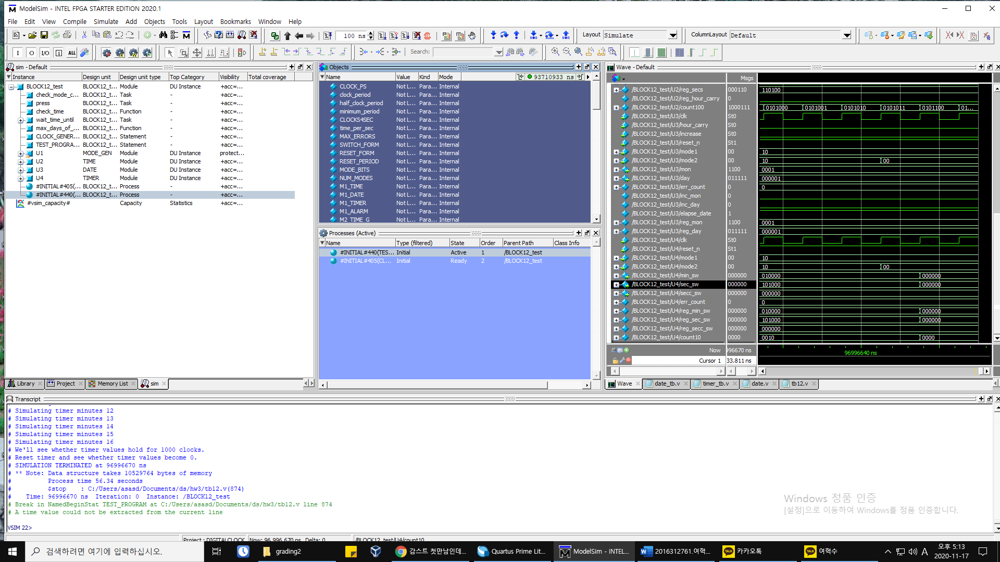 ModelSim - INTEL FPGA STARTER EDITION 2020.1
File Edit View Compile Simulate Add Objects Tools Layout Bookmarks Window Help
100 ns
Layout Simulate
ColumnLayout Default
Search:
sim - Default
Instance Design unit Design unit type Top Category Visibility Total coverage
BLOCK12_test BLOCK12_t... Module DU Instance +acc=...
check_mode_c... BLOCK12_t... Task - +acc=...
press BLOCK12_t... Task - +acc=...
check_time BLOCK12_t... Function - +acc=...
wait_time_until BLOCK12_t... Task - +acc=...
max_days_of_... BLOCK12_t... Function - +acc=...
CLOCK_GENER... BLOCK12_t... Statement - +acc=...
TEST_PROGRA... BLOCK12_t... Statement - +acc=...
U1 MODE_GEN Module DU Instance protect...
U2 TIME Module DU Instance +acc=...
U3 DATE Module DU Instance +acc=...
U4 TIMER Module DU Instance +acc=...
#INITIAL#405(... BLOCK12_t... Process - +acc=...
#INITIAL#440(... BLOCK12_t... Process - +acc=...
#vsim_capacity# Capacity Statistics +acc=...
Library Project Memory List sim
Objects
Name Value Kind Mode 93710933 ns
CLOCK_PS Not L... Para... Internal
clock_period Not L... Para... Internal
half_clock_period Not L... Para... Internal
minimum_period Not L... Para... Internal
CLOCKS4SEC Not L... Para... Internal
time_per_sec Not L... Para... Internal
MAX_ERRORS Not L... Para... Internal
SWITCH_FORM Not L... Para... Internal
RESET_FORM Not L... Para... Internal
RESET_PERIOD Not L... Para... Internal
MODE_BITS Not L... Para... Internal
NUM_MODES Not L... Para... Internal
M1_TIME Not L... Para... Internal
M1_DATE Not L... Para... Internal
M1_TIMER Not L... Para... Internal
M1_ALARM Not L... Para... Internal
M2_TIME_G Not L... Para... Internal
Processes (Active)
Name Type (filtered) State Order Parent Path Class Info
#INITIAL#440(TES... Initial Active 1 /BLOCK12_test
#INITIAL#405(CL... Initial Ready 2 /BLOCK12_test
Wave - Default
Msgs
/BLOCK12_test/U2/reg_secs 000110 110100
/BLOCK12_test/U2/reg_hour_carry 0
/BLOCK12_test/U2/count100 1000111 0101000 0101001 0101010 0101011 0101100 01...
/BLOCK12_test/U3/clk St0
/BLOCK12_test/U3/hour_carry St0
/BLOCK12_test/U3/increase St0
/BLOCK12_test/U3/reset_n St1
/BLOCK12_test/U3/mode1 00 10
/BLOCK12_test/U3/mode2 00 10 00
/BLOCK12_test/U3/mon 1100 0001
/BLOCK12_test/U3/day 011111 000001
/BLOCK12_test/U3/err_count 0 0
/BLOCK12_test/U3/inc_mon 0
/BLOCK12_test/U3/inc_day 0
/BLOCK12_test/U3/elapse_date 1
/BLOCK12_test/U3/reg_mon 1100 0001
/BLOCK12_test/U3/reg_day 011111 000001
/BLOCK12_test/U4/clk St0
/BLOCK12_test/U4/reset_n St1
/BLOCK12_test/U4/mode1 00 10
/BLOCK12_test/U4/mode2 00 10 00
/BLOCK12_test/U4/min_sw 000000 010000 000000
/BLOCK12_test/U4/sec_sw 000000 101000 000000
/BLOCK12_test/U4/secc_sw 000000 000000
/BLOCK12_test/U4/err_count 0 0
/BLOCK12_test/U4/reg_min_sw 000000 010000 000000
/BLOCK12_test/U4/reg_sec_sw 000000 101000 000000
/BLOCK12_test/U4/reg_secc_sw 000000 000000
/BLOCK12_test/U4/count10 0000 0010 0000
Now 996670 ns 96996640 ns
Cursor 1 33.811 ns
Wave date_tb.v timer_tb.v date.v tb12.v
Transcript
# Simulating timer minutes 12
# Simulating timer minutes 13
# Simulating timer minutes 14
# Simulating timer minutes 15
# Simulating timer minutes 16
# We'll see whether timer values hold for 1000 clocks.
# Reset timer and see whether timer values become 0.
# SIMULATION TERMINATED at 96996670 ns
# ** Note: Data structure takes 10529764 bytes of memory
# Process time 56.34 seconds
# $stop : C:/Users/asasd/Documents/ds/hw3/tb12.v(874)
# Time: 96996670 ns Iteration: 0 Instance: /BLOCK12_test
# Break in NamedBeginStat TEST_PROGRAM at C:/Users/asasd/Documents/ds/hw3/tb12.v line 874
# A time value could not be extracted from the current line
VSIM 22>
Windows 정품 인증
[설정]으로 이동하여 Windows를 정품 인증합니다.
Project : DIGITALCLOCK Now: 96,996,670 ns Delta: 0 /BLOCK12_test/U4/count10
검색하려면 여기에 입력하십시오.
grading2
감스트 첫만남인데...
Quartus Prime Lit...
ModelSim - INTEL...
2016312761.여혁...
카카오톡
여혁수
A
오후 5:13
2020-11-17